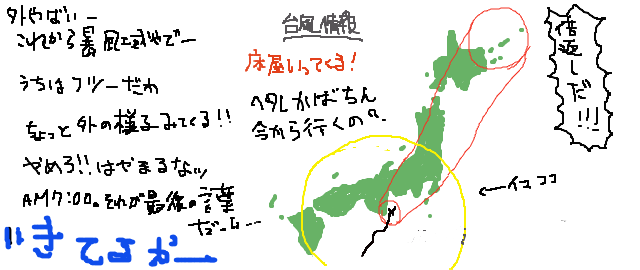 外やばいー
これから暴風エ域やでー
うちはフツーだわ
ちょっと外の様子みてくる!!
やめろ!!はやまるなッ
AM7:00。それが最後の言葉
だった…
いきてるかー
台風情報
床屋いってくる!
ヘタレかばちん
今から行くの?
倍返しだ!!!
←イマココ